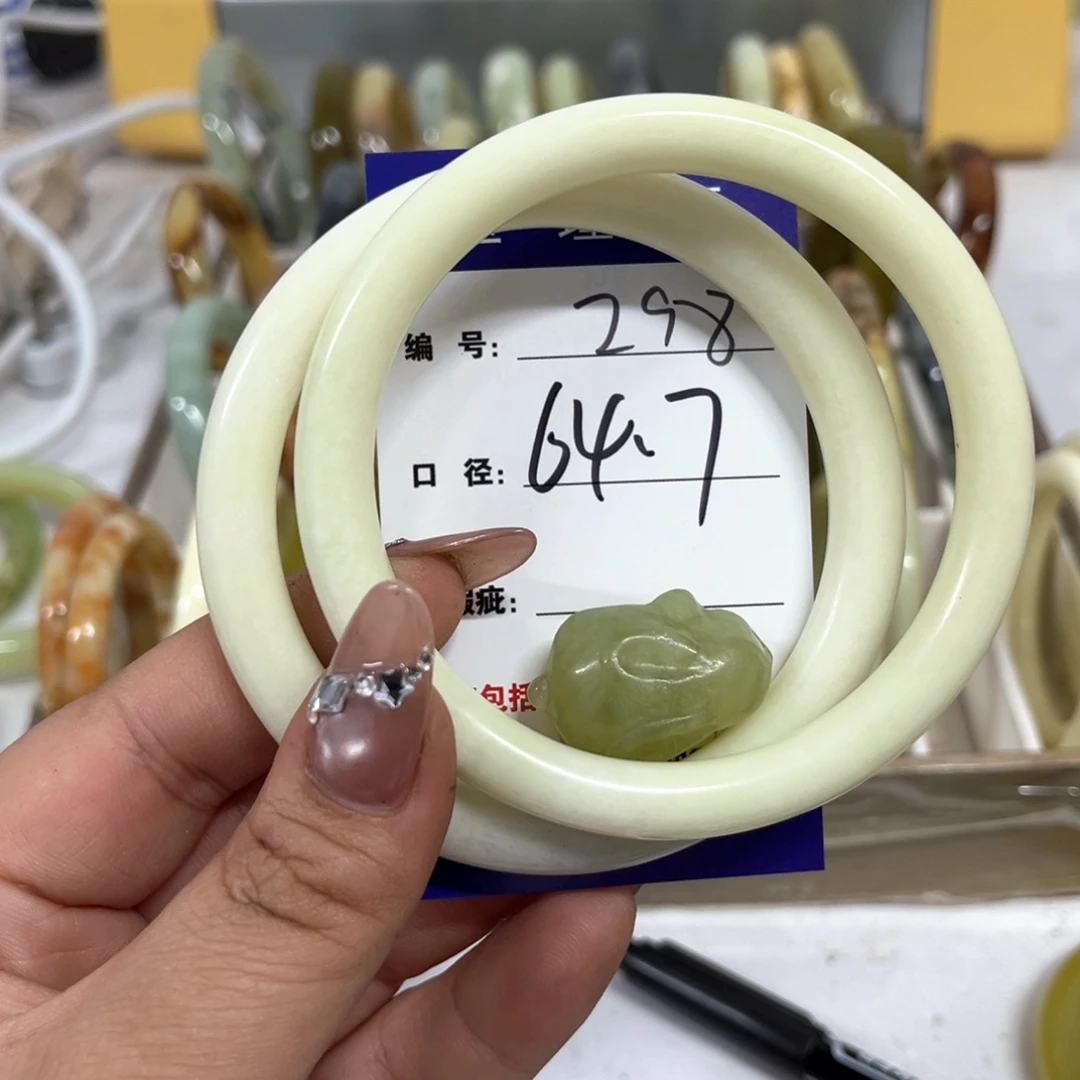 编 号: 298
口 径: 64.7
瑕疵:
包括